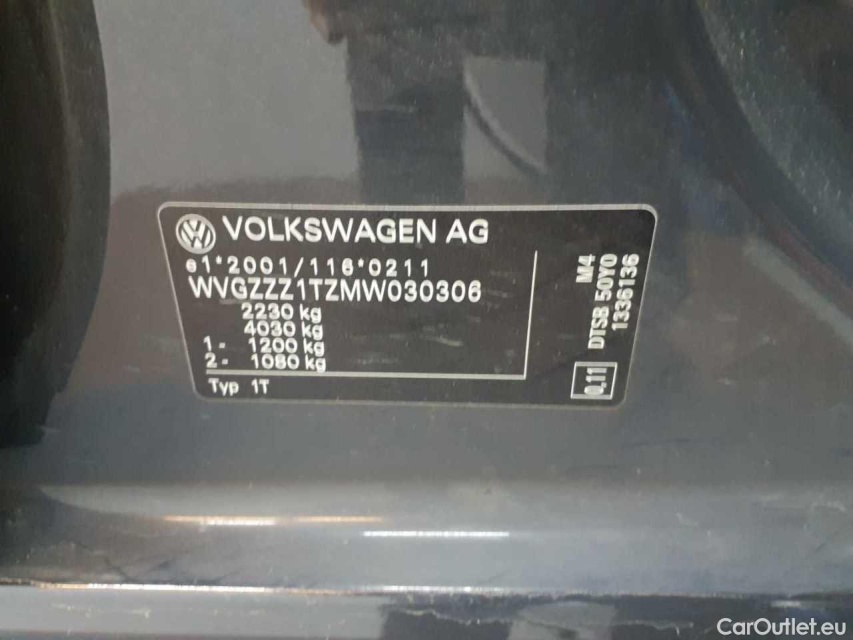 VOLKSWAGEN AG
e1*2001/116*0211
WVGZZZ1TZMW030306
2230 kg
4030 kg
1- 1200 kg
2- 1080 kg
Typ 1T
M4
DTSB 50Y0
1336136
0,11
CarOutlet.eu